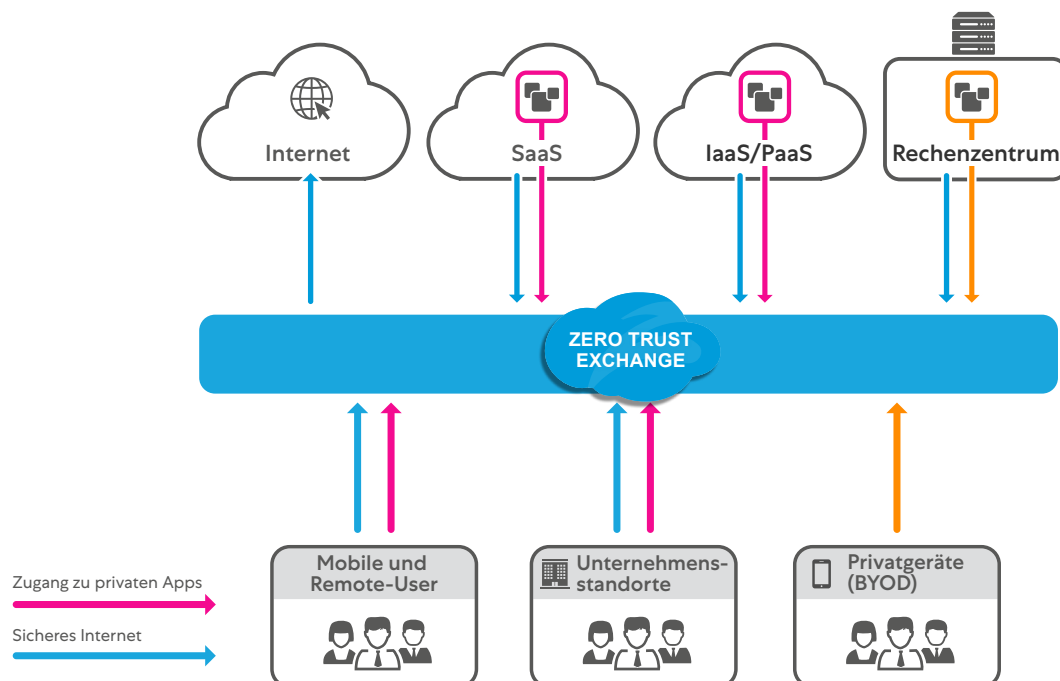 Internet
SaaS
IaaS/PaaS
Rechenzentrum
ZERO TRUST
EXCHANGE
Mobile und
Remote-User
Unternehmens-
standorte
Privatgeräte
(BYOD)
Zugang zu privaten Apps
Sicheres Internet